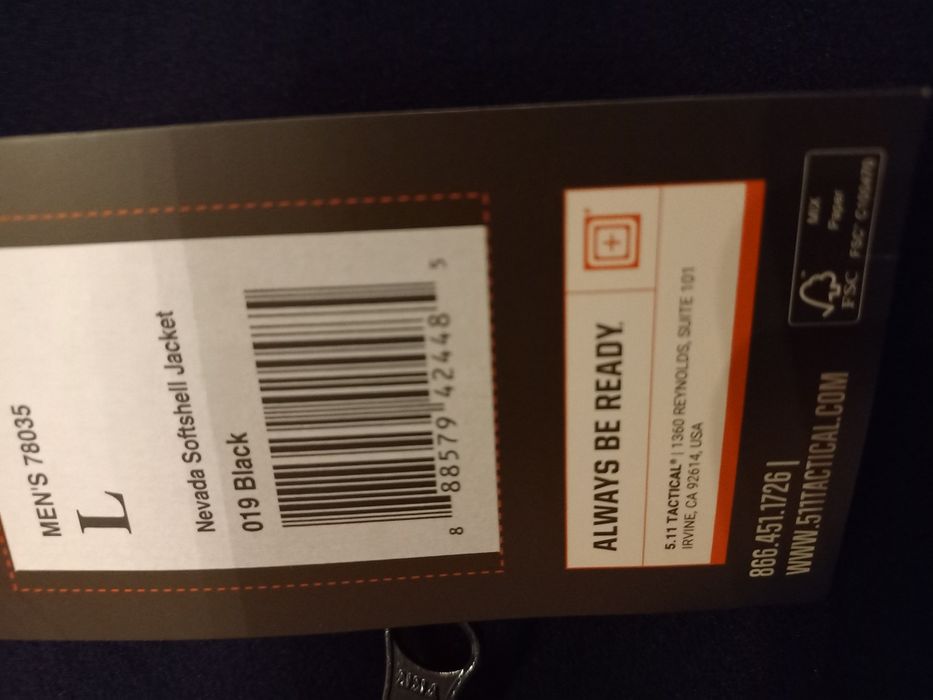 MEN'S 78035
L
Nevada Softshell Jacket
019 Black
8 88579 42448 5
ALWAYS BE READY.
5.11 TACTICAL® | 1360 REYNOLDS, SUITE 101
IRVINE, CA 92614, USA
866.451.1726 |
WWW.511TACTICAL.COM
FSC
MIX
Paper